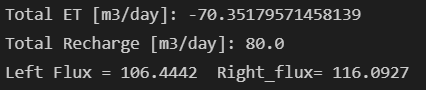 Total ET [m3/day]: -70.35179571458139
Total Recharge [m3/day]: 80.0
Left Flux = 106.4442  Right_flux= 116.0927